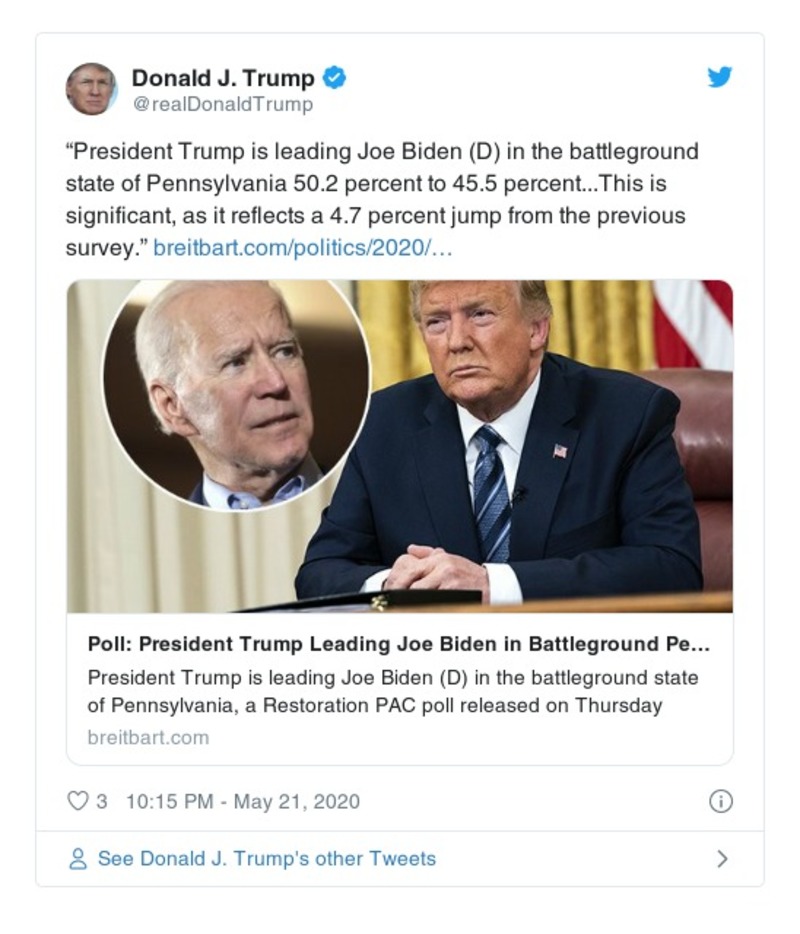 Donald J. Trump
@realDonaldTrump
“President Trump is leading Joe Biden (D) in the battleground
state of Pennsylvania 50.2 percent to 45.5 percent...This is
significant, as it reflects a 4.7 percent jump from the previous
survey.” breitbart.com/politics/2020/…
Poll: President Trump Leading Joe Biden in Battleground Pe…
President Trump is leading Joe Biden (D) in the battleground state
of Pennsylvania, a Restoration PAC poll released on Thursday
breitbart.com
3 10:15 PM - May 21, 2020
See Donald J. Trump's other Tweets